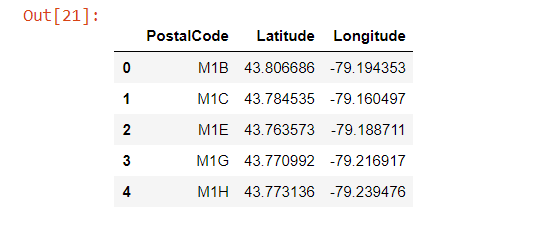 Out[21]:
PostalCode Latitude Longitude
0 M1B 43.806686 -79.194353
1 M1C 43.784535 -79.160497
2 M1E 43.763573 -79.188711
3 M1G 43.770992 -79.216917
4 M1H 43.773136 -79.239476